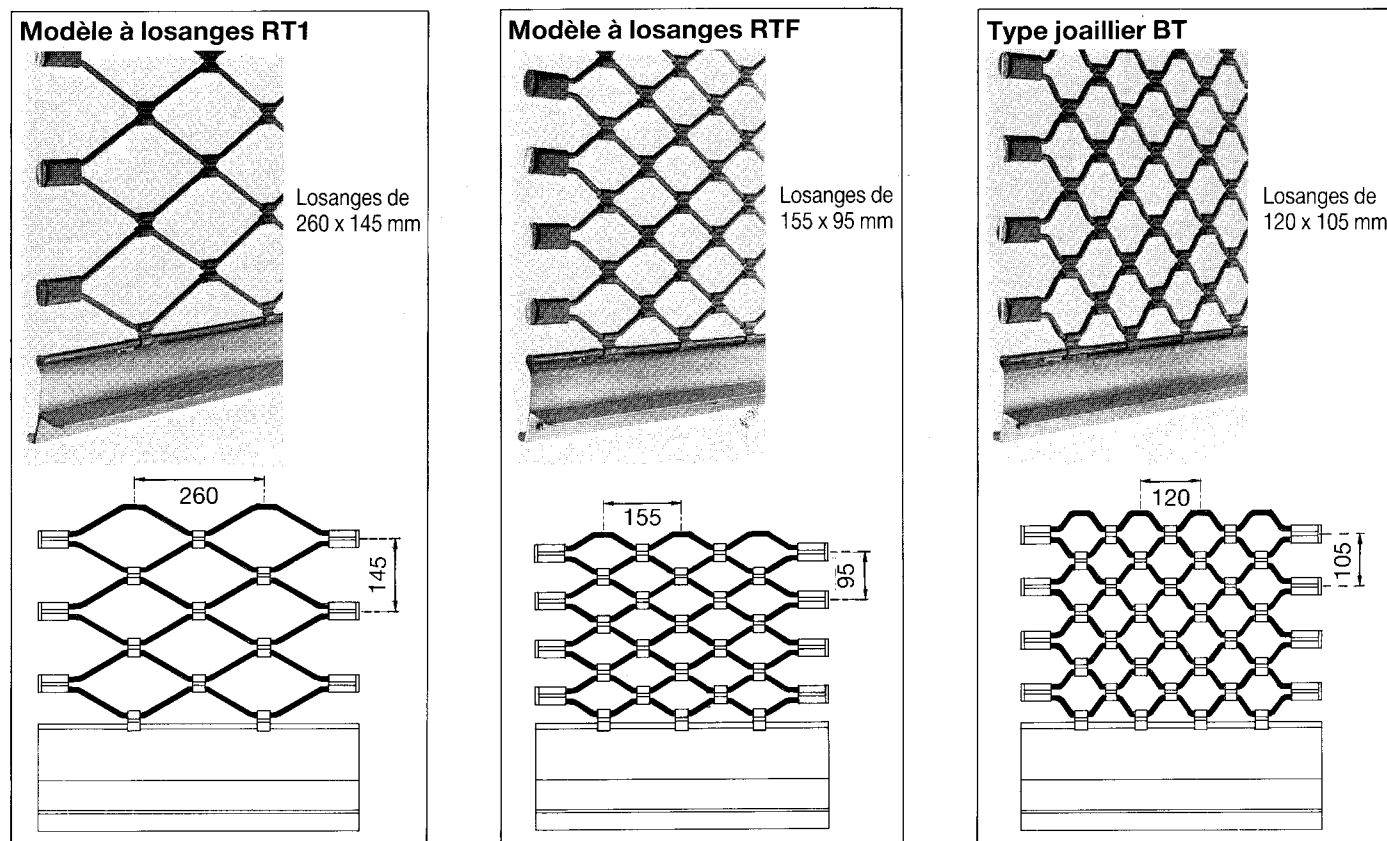 Modèle à losanges RT1
Losanges de
260 x 145 mm
260
145
Modèle à losanges RTF
Losanges de
155 x 95 mm
155
95
Type joaillier BT
Losanges de
120 x 105 mm
120
105